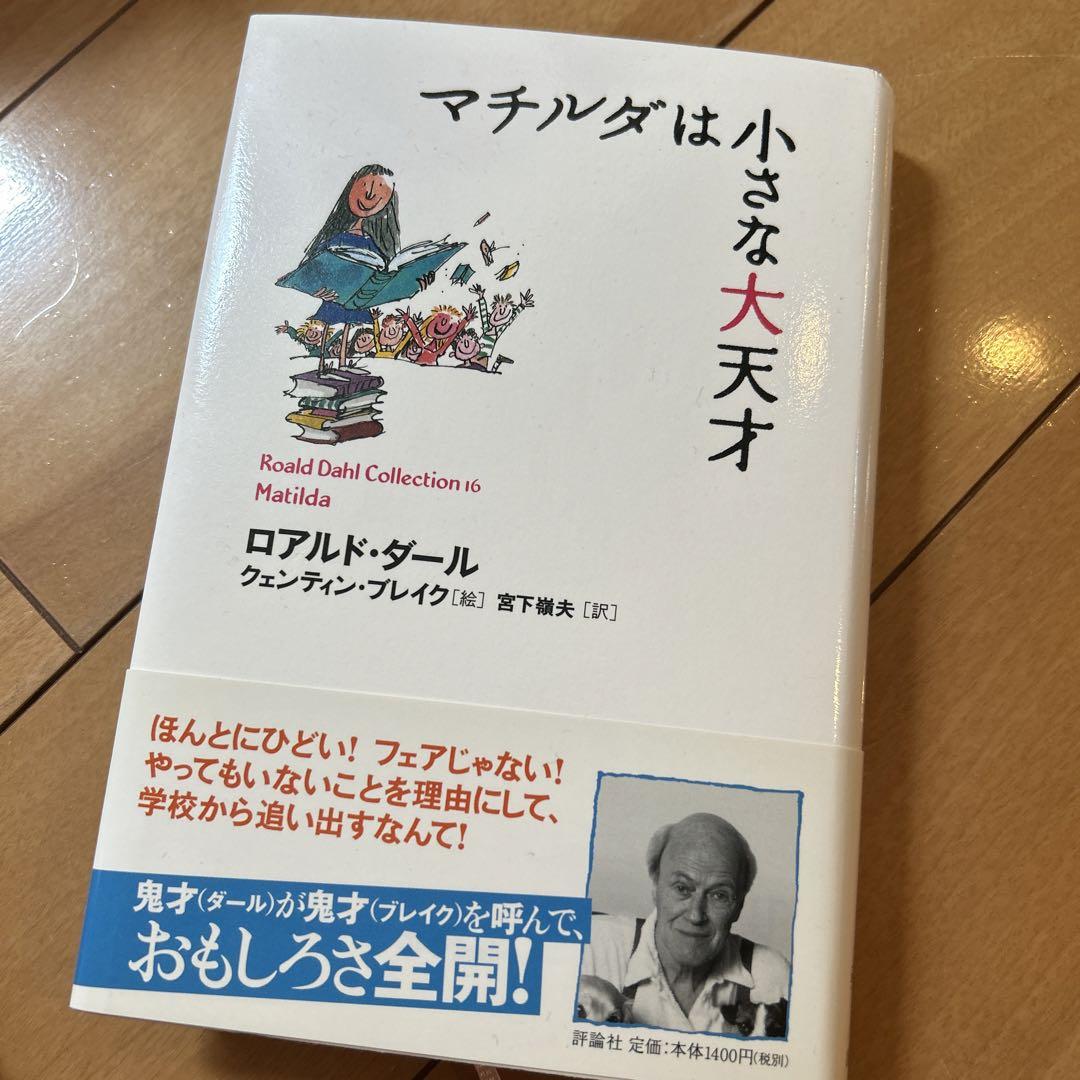 マチルダは小さな大天才
Roald Dahl Collection 16
Matilda
ロアルド・ダール
クェンティン・ブレイク[絵] 宮下嶺夫[訳]
ほんとにひどい! フェアじゃない!
やってもいないことを理由にして、
学校から追い出すなんて!
鬼才(ダール)が鬼才(ブレイク)を呼んで、
おもしろさ全開!
評論社 定価:本体1400円(税別)